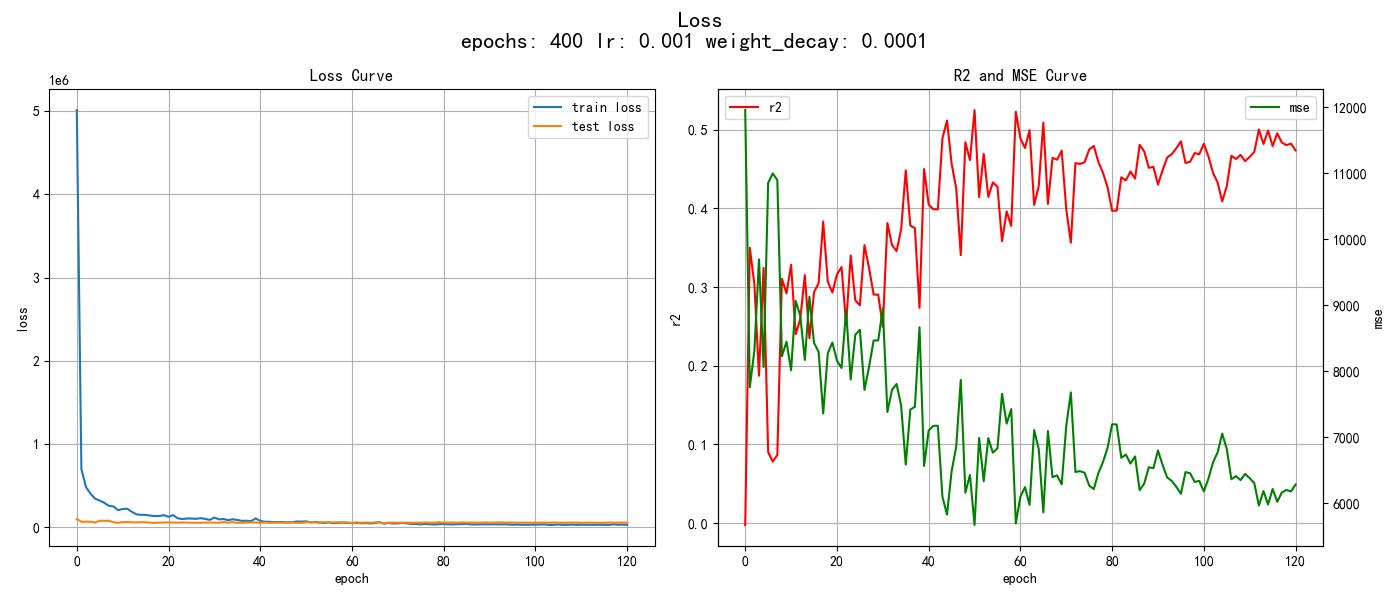 Loss
epochs: 400 lr: 0.001 weight_decay: 0.0001
Loss Curve
1e6
train loss
test loss
5
4
3
2
1
0
loss
0 20 40 60 80 100 120
epoch
R2 and MSE Curve
r2
mse
0.5
0.4
0.3
0.2
0.1
0.0
r2
12000
11000
10000
9000
8000
7000
6000
mse
0 20 40 60 80 100 120
epoch